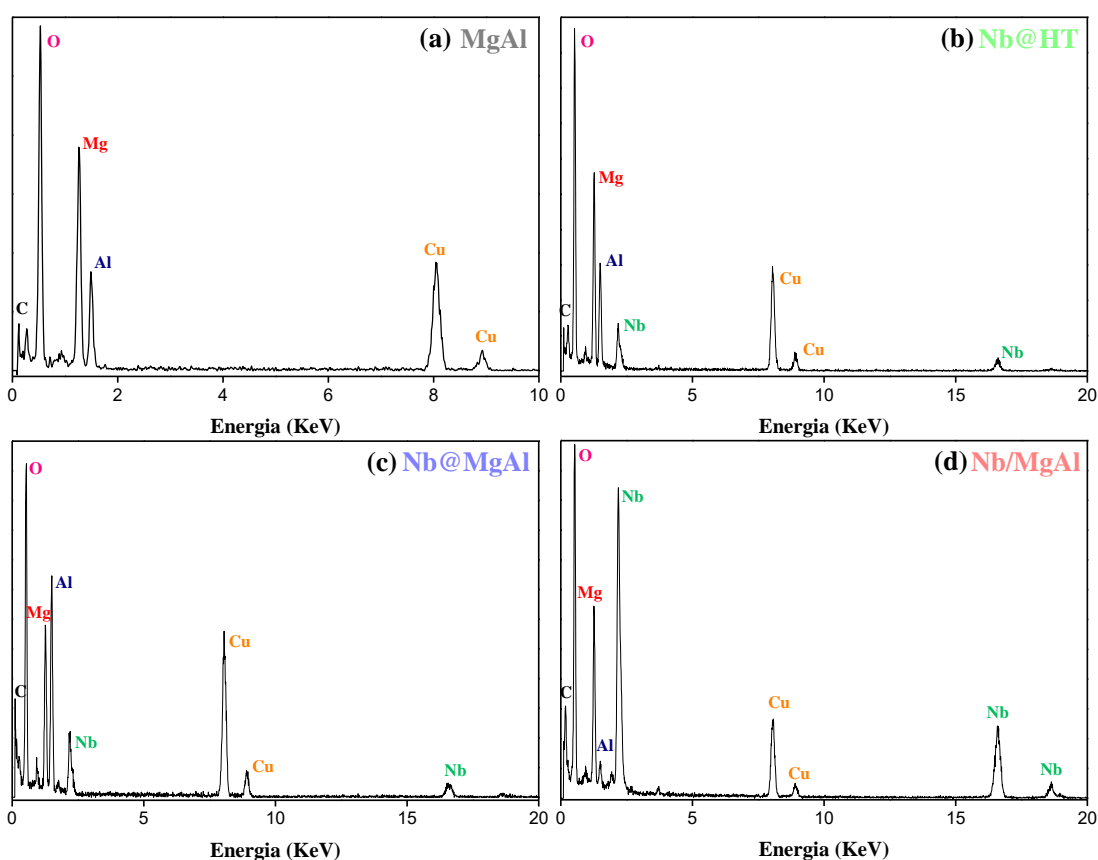 (a) MgAl
O
Mg
Al
C
Cu
Cu
0 2 4 6 8 10
Energia (KeV)
(b) Nb@HT
O
Mg
Al
C
Nb
Cu
Cu
Nb
0 5 10 15 20
Energia (KeV)
(c) Nb@MgAl
O
Al
Mg
C
Nb
Cu
Cu
Nb
0 5 10 15 20
Energia (KeV)
(d) Nb/MgAl
O
Nb
Mg
C
Al
Cu
Cu
Nb
Nb
0 5 10 15 20
Energia (KeV)